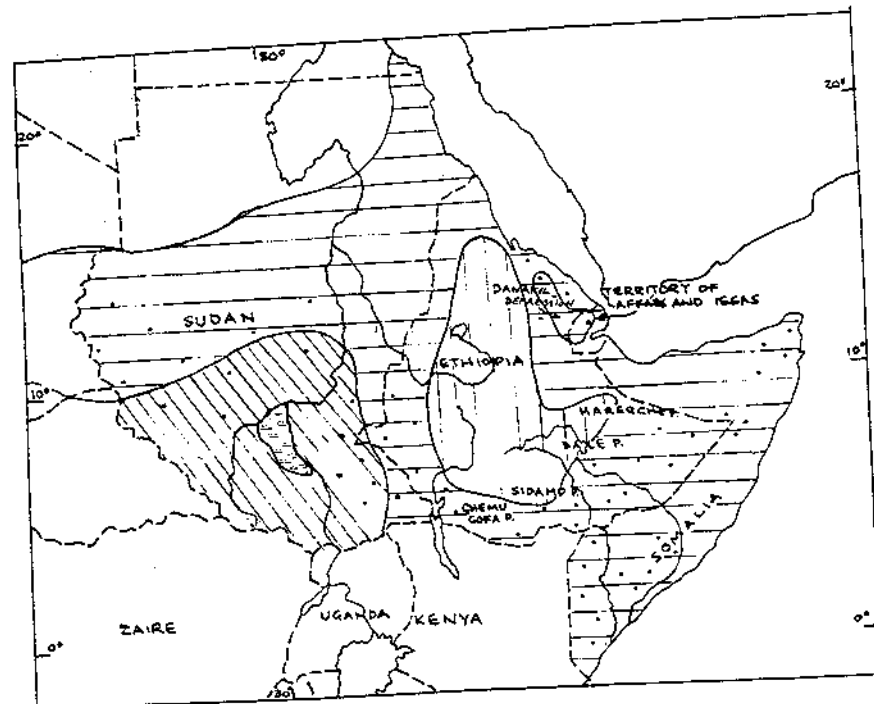 30°
20°
20°
DANAKIL
DEPRESSION
TERRITORY OF
AFFARS AND ISSAS
SUDAN
ETHIOPIA
10°
10°
HARERGHE P.
BALE P.
SIDAMO P.
GEMU
GOFA P.
SOMALIA
ZAIRE
UGANDA
KENYA
0°
0°
30